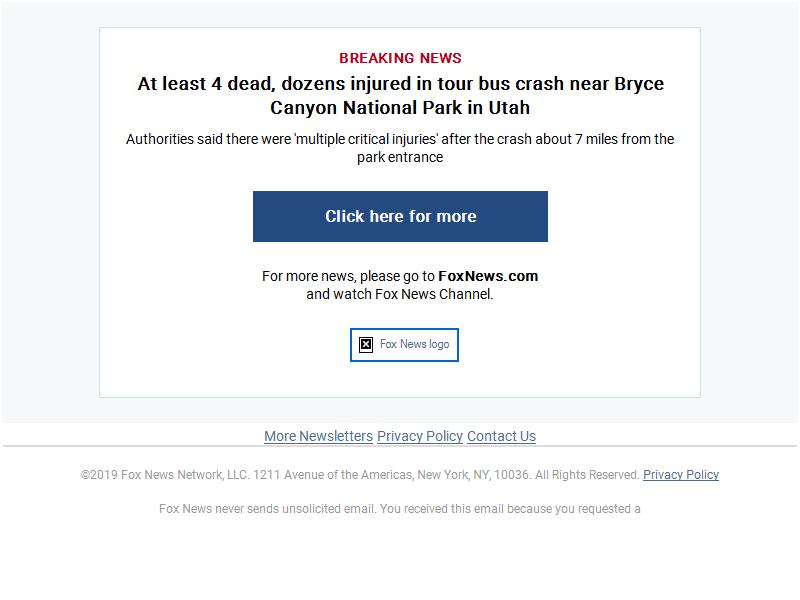 BREAKING NEWS
At least 4 dead, dozens injured in tour bus crash near Bryce
Canyon National Park in Utah
Authorities said there were 'multiple critical injuries' after the crash about 7 miles from the
park entrance
Click here for more
For more news, please go to FoxNews.com
and watch Fox News Channel.
Fox News logo
More Newsletters Privacy Policy Contact Us
©2019 Fox News Network, LLC. 1211 Avenue of the Americas, New York, NY, 10036. All Rights Reserved. Privacy Policy
Fox News never sends unsolicited email. You received this email because you requested a